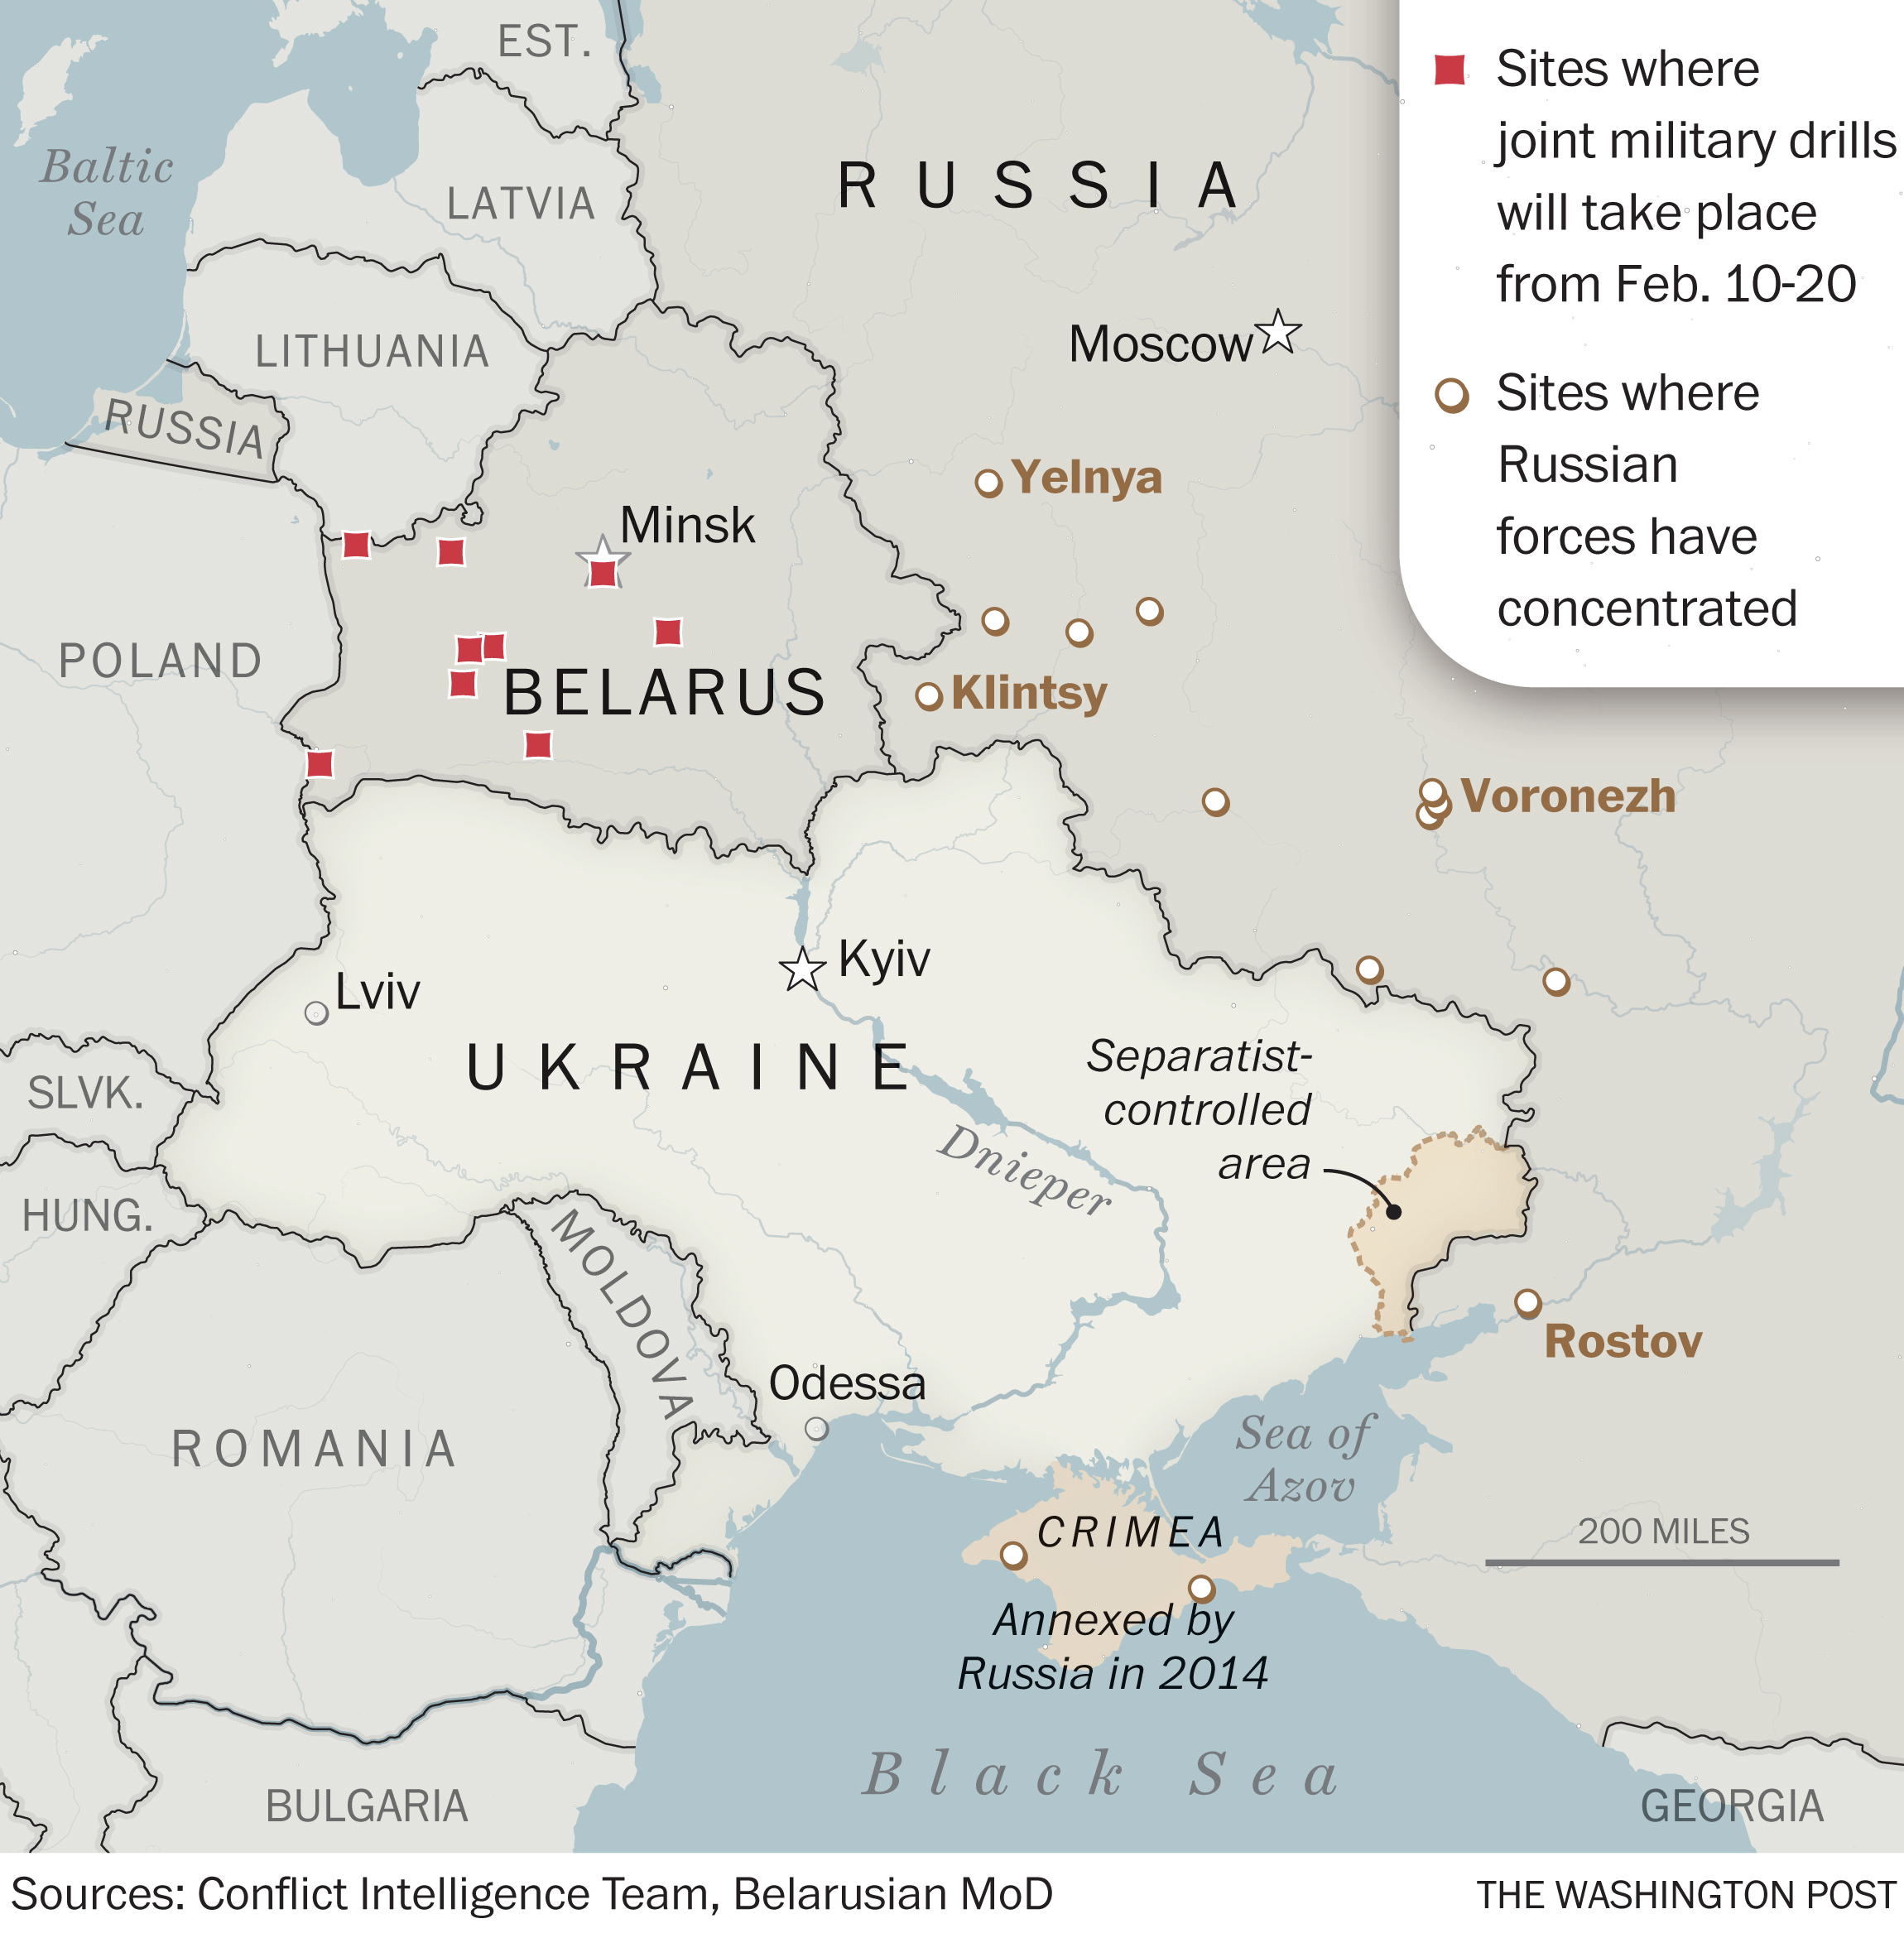 Sites where
joint military drills
will take place
from Feb. 10-20
Sites where
Russian
forces have
concentrated
EST.
Baltic
Sea
LATVIA
RUSSIA
LITHUANIA
Moscow
RUSSIA
Yelnya
Minsk
POLAND
BELARUS
Klintsy
Voronezh
Kyiv
Lviv
UKRAINE
Separatist-
controlled
area
SLVK.
Dnieper
HUNG.
MOLDOVA
Rostov
Odessa
ROMANIA
Sea of
Azov
CRIMEA
200 MILES
Annexed by
Russia in 2014
Black Sea
BULGARIA
GEORGIA
Sources: Conflict Intelligence Team, Belarusian MoD
THE WASHINGTON POST